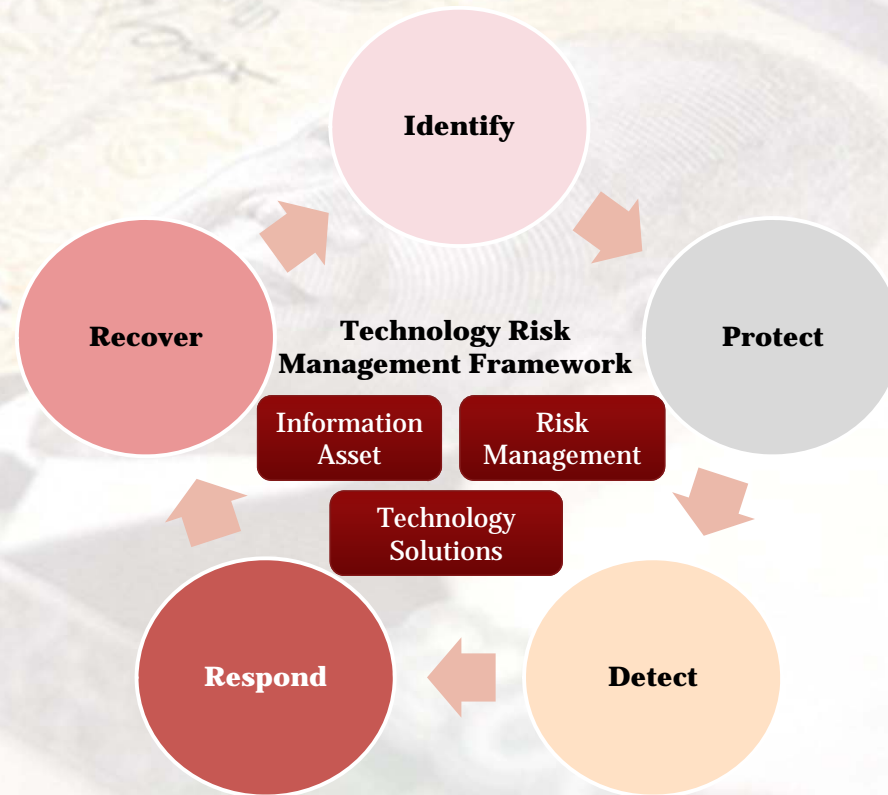 Identify
Recover
Technology Risk
Management Framework
Protect
Information
Asset
Risk
Management
Technology
Solutions
Respond
Detect